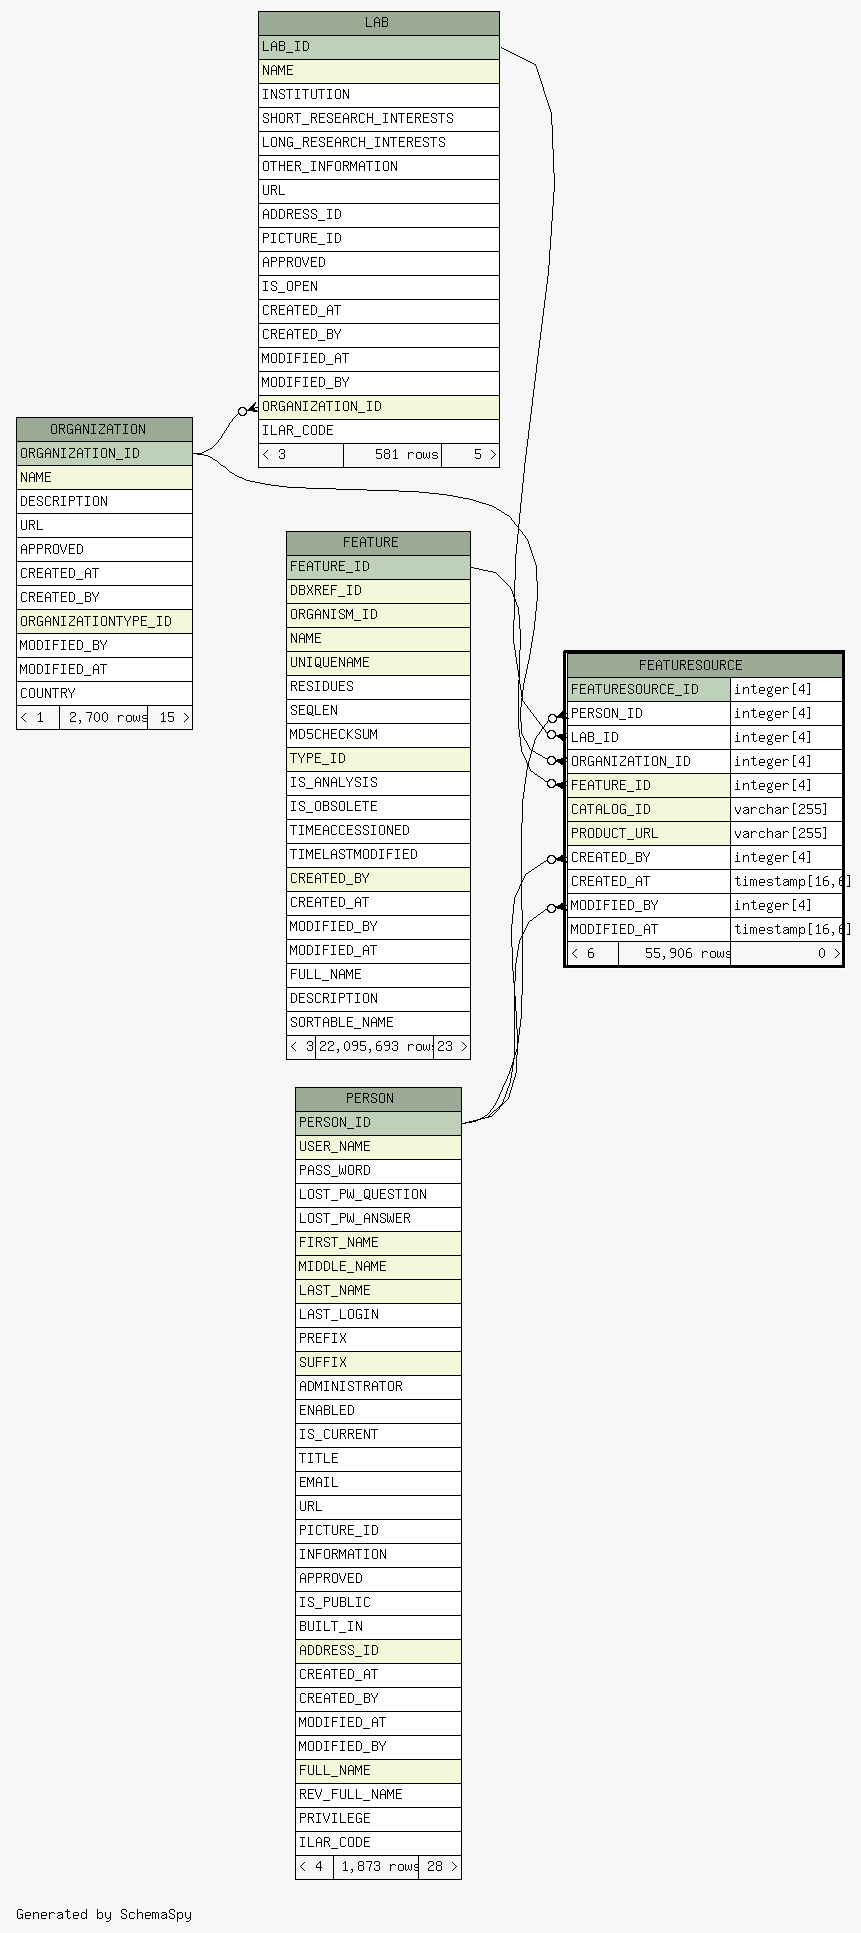 LAB
LAB_ID
NAME
INSTITUTION
SHORT_RESEARCH_INTERESTS
LONG_RESEARCH_INTERESTS
OTHER_INFORMATION
URL
ADDRESS_ID
PICTURE_ID
APPROVED
IS_OPEN
CREATED_AT
CREATED_BY
MODIFIED_AT
MODIFIED_BY
ORGANIZATION_ID
ILAR_CODE
< 3 581 rows 5 >
ORGANIZATION
ORGANIZATION_ID
NAME
DESCRIPTION
URL
APPROVED
CREATED_AT
CREATED_BY
ORGANIZATIONTYPE_ID
MODIFIED_BY
MODIFIED_AT
COUNTRY
< 1 2,700 rows 15 >
FEATURE
FEATURE_ID
DBXREF_ID
ORGANISM_ID
NAME
UNIQUENAME
RESIDUES
SEQLEN
MD5CHECKSUM
TYPE_ID
IS_ANALYSIS
IS_OBSOLETE
TIMEACCESSIONED
TIMELASTMODIFIED
CREATED_BY
CREATED_AT
MODIFIED_BY
MODIFIED_AT
FULL_NAME
DESCRIPTION
SORTABLE_NAME
< 3 22,095,693 rows 23 >
FEATURESOURCE
FEATURESOURCE_ID integer[4]
PERSON_ID integer[4]
LAB_ID integer[4]
ORGANIZATION_ID integer[4]
FEATURE_ID integer[4]
CATALOG_ID varchar[255]
PRODUCT_URL varchar[255]
CREATED_BY integer[4]
CREATED_AT timestamp[16,6]
MODIFIED_BY integer[4]
MODIFIED_AT timestamp[16,6]
< 6 55,906 rows 0 >
PERSON
PERSON_ID
USER_NAME
PASS_WORD
LOST_PW_QUESTION
LOST_PW_ANSWER
FIRST_NAME
MIDDLE_NAME
LAST_NAME
LAST_LOGIN
PREFIX
SUFFIX
ADMINISTRATOR
ENABLED
IS_CURRENT
TITLE
EMAIL
URL
PICTURE_ID
INFORMATION
APPROVED
IS_PUBLIC
BUILT_IN
ADDRESS_ID
CREATED_AT
CREATED_BY
MODIFIED_AT
MODIFIED_BY
FULL_NAME
REV_FULL_NAME
PRIVILEGE
ILAR_CODE
< 4 1,873 rows 28 >
Generated by SchemaSpy